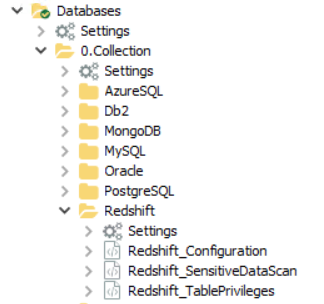 Databases
Settings
0.Collection
Settings
AzureSQL
Db2
MongoDB
MySQL
Oracle
PostgreSQL
Redshift
Settings
Redshift_Configuration
Redshift_SensitiveDataScan
Redshift_TablePrivileges